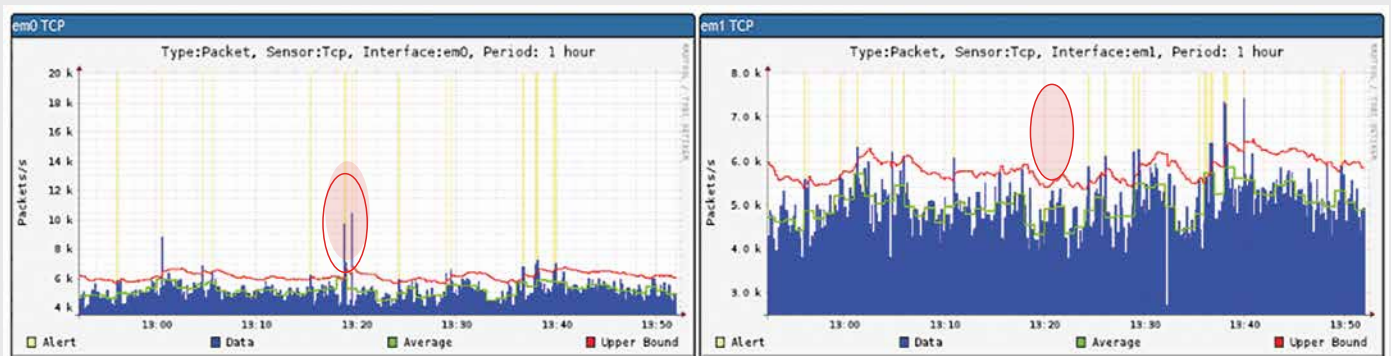 em0 TCP
Type:Packet, Sensor:Tcp, Interface:em0, Period: 1 hour
Packets/s
20 k
18 k
16 k
14 k
12 k
10 k
8 k
6 k
4 k
13:00 13:10 13:20 13:30 13:40 13:50
Alert Data Average Upper Bound
em1 TCP
Type:Packet, Sensor:Tcp, Interface:em1, Period: 1 hour
Packets/s
8.0 k
7.0 k
6.0 k
5.0 k
4.0 k
3.0 k
13:00 13:10 13:20 13:30 13:40 13:50
Alert Data Average Upper Bound